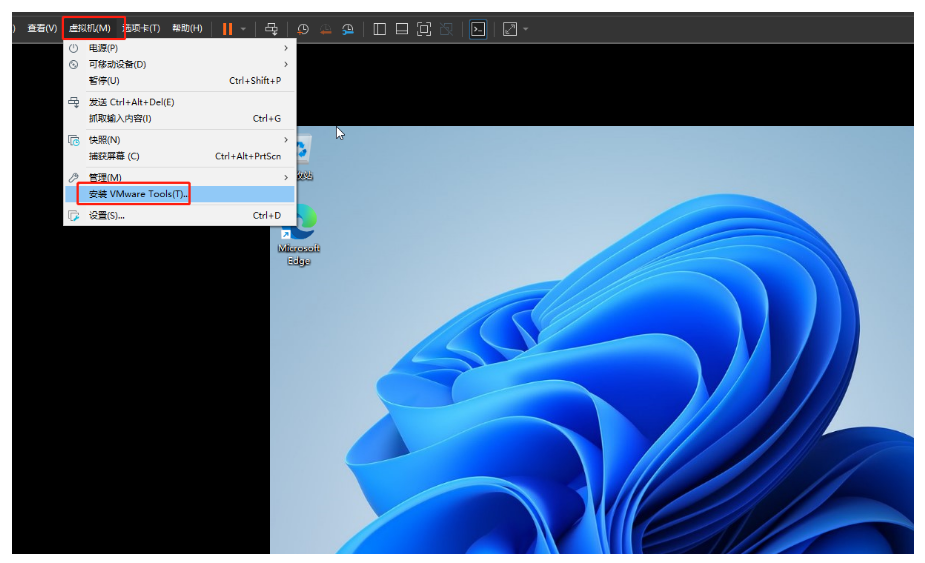 ) 查看(V) 虚拟机(M) 选项卡(T) 帮助(H)
电源(P)
可移动设备(D)
暂停(U) Ctrl+Shift+P
发送 Ctrl+Alt+Del(E)
抓取输入内容(I) Ctrl+G
快照(N)
捕获屏幕 (C) Ctrl+Alt+PrtScn
管理(M)
安装 VMware Tools(T)...
设置(S)... Ctrl+D
Microsoft
Edge